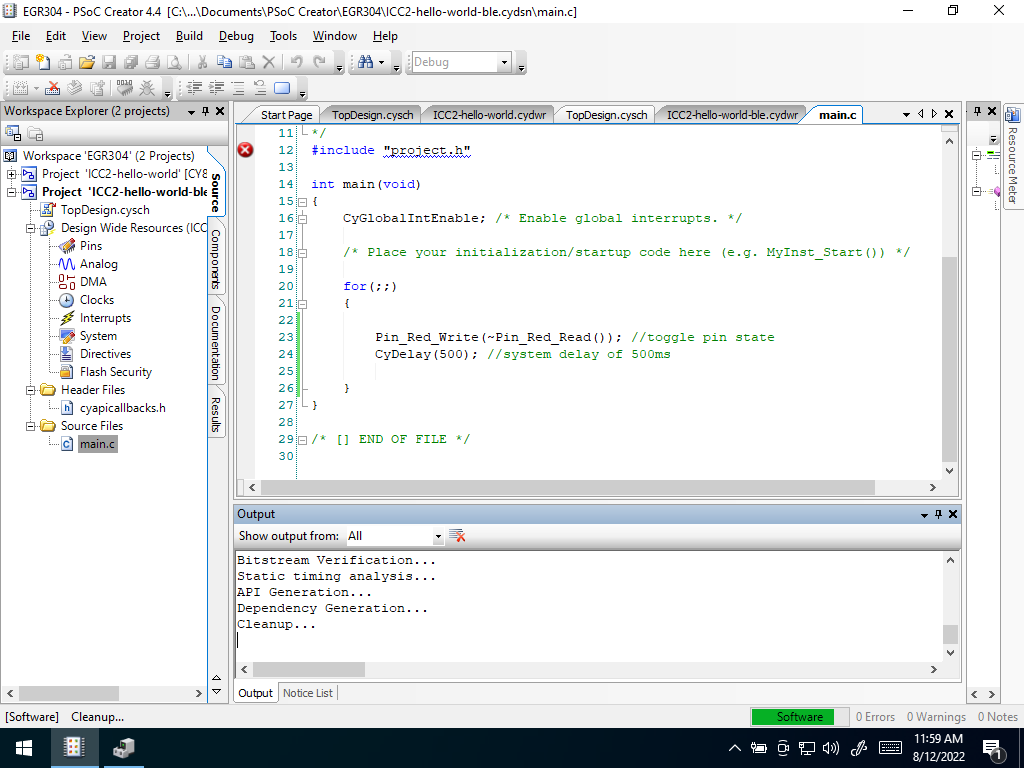 EGR304 - PSoC Creator 4.4 [C:\...\Documents\PSoC Creator\EGR304\ICC2-hello-world-ble.cydsn\main.c]
File Edit View Project Build Debug Tools Window Help
Debug
Workspace Explorer (2 projects)
Workspace 'EGR304' (2 Projects)
Project 'ICC2-hello-world' [CY8
Project 'ICC2-hello-world-ble
TopDesign.cysch
Design Wide Resources (ICC
Pins
Analog
DMA
Clocks
Interrupts
System
Directives
Flash Security
Header Files
cyapicallbacks.h
Source Files
main.c
Source
Components
Documentation
Results
Start Page TopDesign.cysch ICC2-hello-world.cydwr TopDesign.cysch ICC2-hello-world-ble.cydwr main.c
11 */
12 #include "project.h"
13
14 int main(void)
15 {
16 CyGlobalIntEnable; /* Enable global interrupts. */
17
18 /* Place your initialization/startup code here (e.g. MyInst_Start()) */
19
20 for(;;)
21 {
22
23 Pin_Red_Write(~Pin_Red_Read()); //toggle pin state
24 CyDelay(500); //system delay of 500ms
25
26 }
27 }
28
29 /* [] END OF FILE */
30
Resource Meter
Output
Show output from: All
Bitstream Verification...
Static timing analysis...
API Generation...
Dependency Generation...
Cleanup...
Output Notice List
[Software] Cleanup...
Software
0 Errors 0 Warnings 0 Notes
11:59 AM
8/12/2022
1